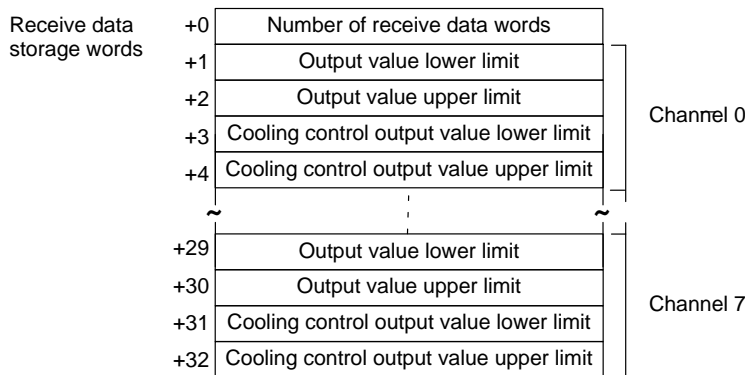 Receive data
storage words
+0 Number of receive data words
+1 Output value lower limit
+2 Output value upper limit
+3 Cooling control output value lower limit
+4 Cooling control output value upper limit
Channel 0
~ ~
+29 Output value lower limit
+30 Output value upper limit
+31 Cooling control output value lower limit
+32 Cooling control output value upper limit
Channel 7